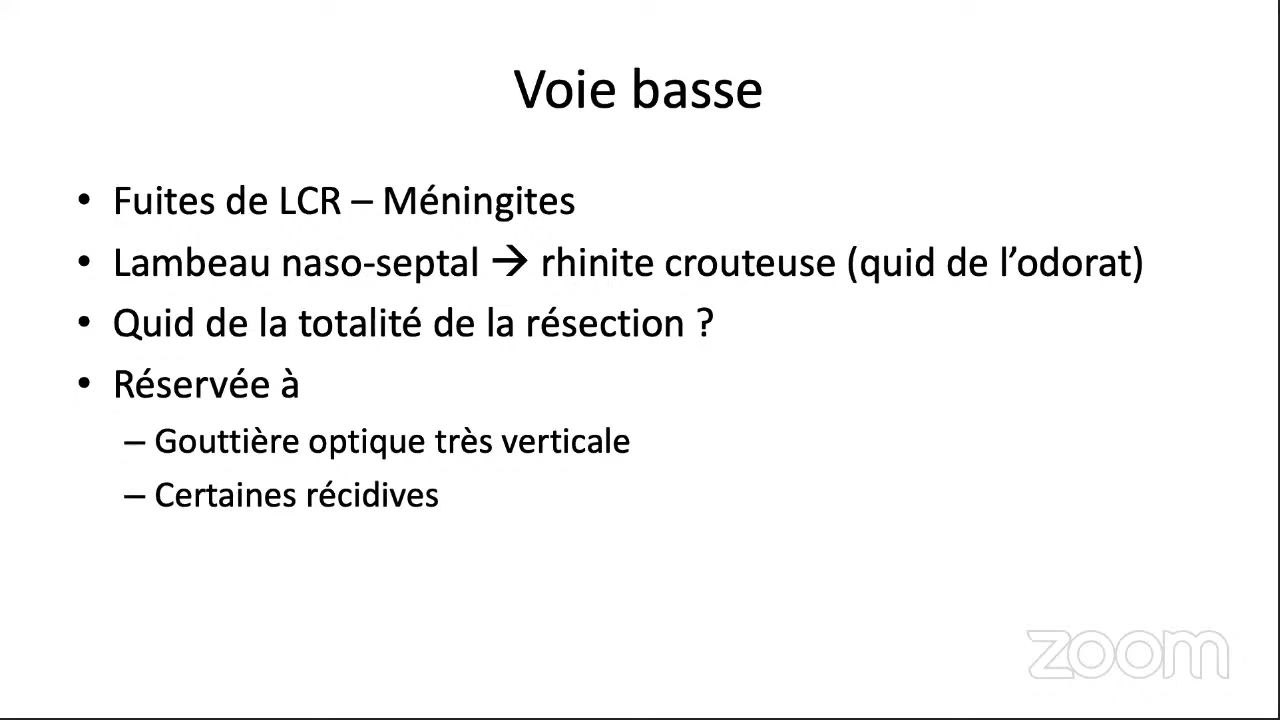 Voie basse
• Fuites de LCR – Méningites
• Lambeau naso-septal → rhinite crouteuse (quid de l’odorat)
• Quid de la totalité de la résection ?
• Réservée à
– Gouttière optique très verticale
– Certaines récidives
zoom